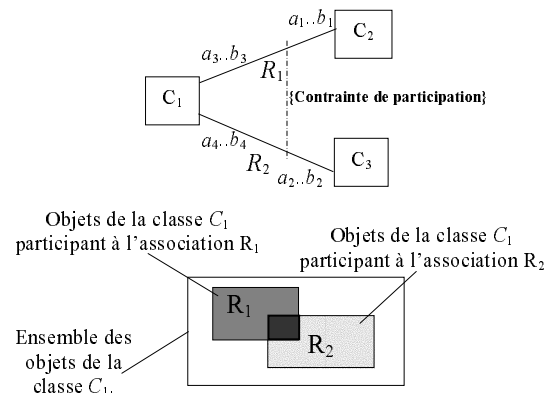 a₁..b₁
C₂
a₃..b₃
R₁
C₁
{Contrainte de participation}
a₄..b₄
R₂
C₃
a₂..b₂
Objets de la classe C₁
participant à l’association R₁
Objets de la classe C₁
participant à l’association R₂
R₁
R₂
Ensemble des
objets de la
classe C₁.